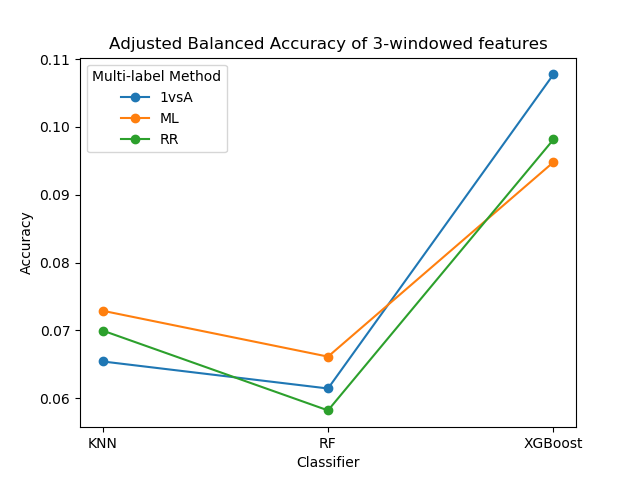 Adjusted Balanced Accuracy of 3-windowed features
0.11
0.10
0.09
0.08
0.07
0.06
Accuracy
Multi-label Method
1vsA
ML
RR
KNN
RF
XGBoost
Classifier